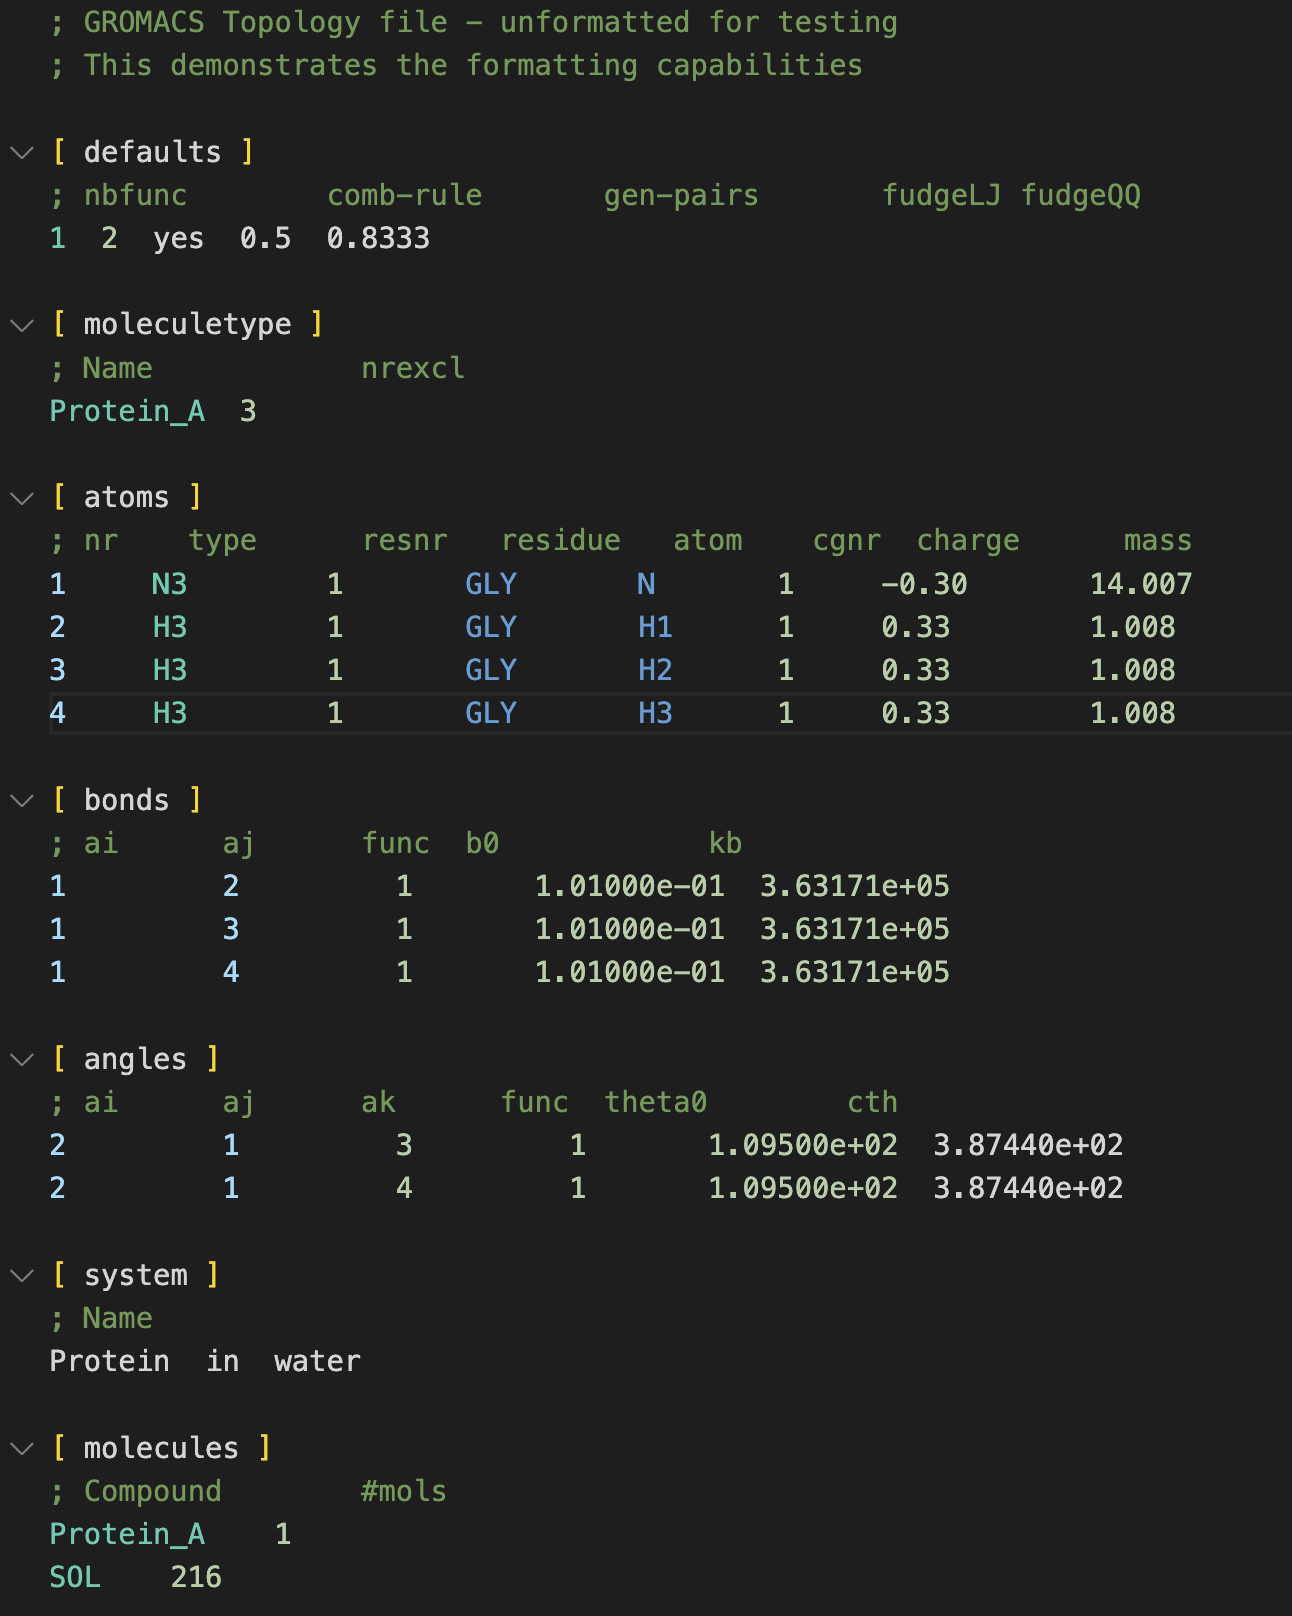 ; GROMACS Topology file - unformatted for testing
; This demonstrates the formatting capabilities
[ defaults ]
; nbfunc        comb-rule       gen-pairs       fudgeLJ fudgeQQ
1  2  yes  0.5  0.8333
[ moleculetype ]
; Name            nrexcl
Protein_A  3
[ atoms ]
; nr    type      resnr   residue   atom    cgnr  charge      mass
1     N3        1       GLY       N       1     -0.30       14.007
2     H3        1       GLY       H1      1     0.33        1.008
3     H3        1       GLY       H2      1     0.33        1.008
4     H3        1       GLY       H3      1     0.33        1.008
[ bonds ]
; ai      aj      func  b0            kb
1         2         1       1.01000e-01  3.63171e+05
1         3         1       1.01000e-01  3.63171e+05
1         4         1       1.01000e-01  3.63171e+05
[ angles ]
; ai      aj      ak      func  theta0        cth
2         1         3         1       1.09500e+02  3.87440e+02
2         1         4         1       1.09500e+02  3.87440e+02
[ system ]
; Name
Protein  in  water
[ molecules ]
; Compound        #mols
Protein_A    1
SOL    216